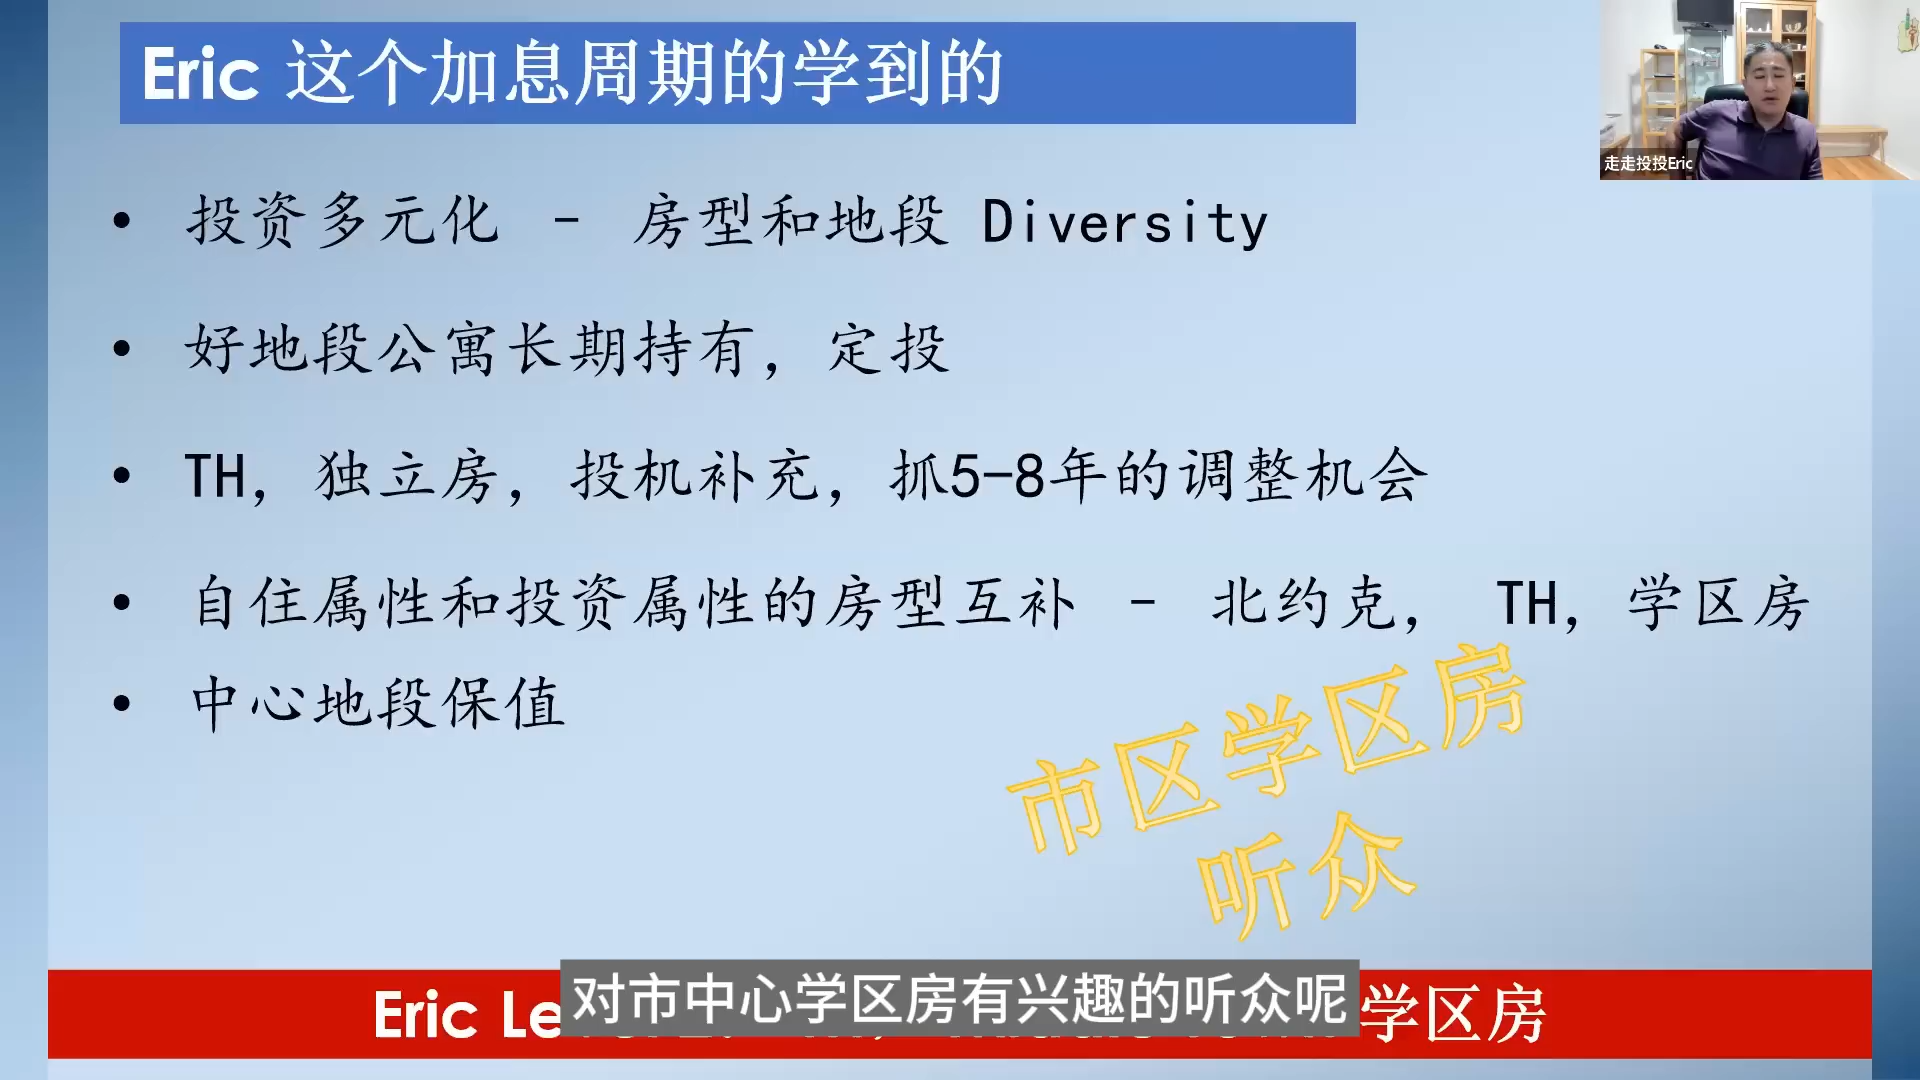 Eric 这个加息周期的学到的
走走投投Eric
• 投资多元化 - 房型和地段 Diversity
• 好地段公寓长期持有，定投
• TH，独立房，投机补充，抓5-8年的调整机会
• 自住属性和投资属性的房型互补 - 北约克， TH，学区房
• 中心地段保值
市区学区房
听众
对市中心学区房有兴趣的听众呢
Eric Le
学区房